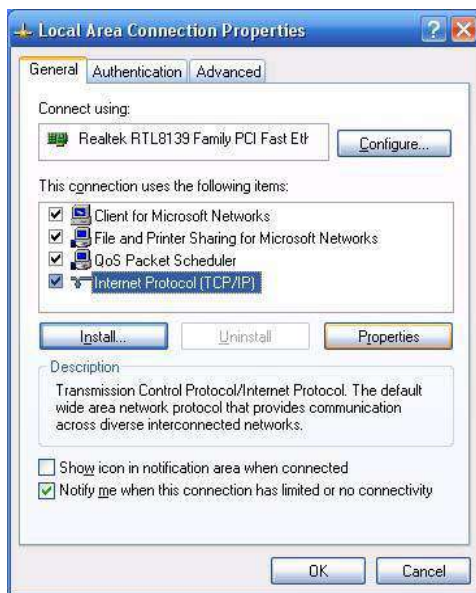 Local Area Connection Properties
General Authentication Advanced
Connect using:
Realtek RTL8139 Family PCI Fast Eth
Configure...
This connection uses the following items:
Client for Microsoft Networks
File and Printer Sharing for Microsoft Networks
QoS Packet Scheduler
Internet Protocol (TCP/IP)
Install... Uninstall Properties
Description
Transmission Control Protocol/Internet Protocol. The default
wide area network protocol that provides communication
across diverse interconnected networks.
Show icon in notification area when connected
Notify me when this connection has limited or no connectivity
OK Cancel